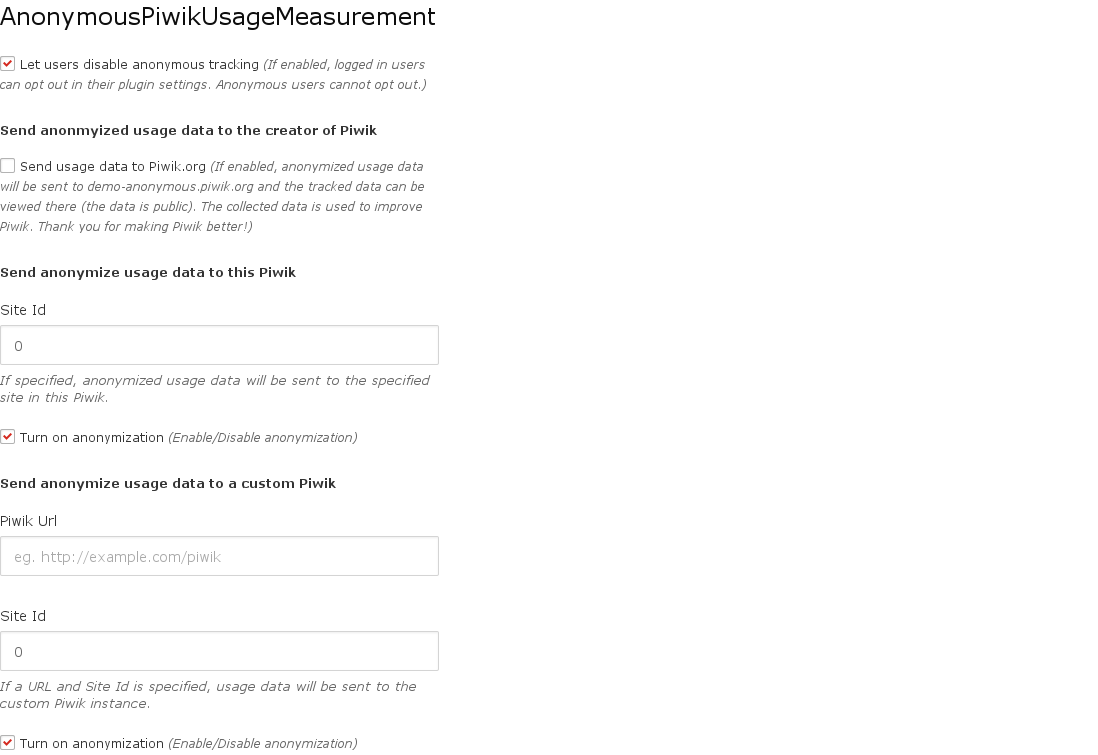 AnonymousPiwikUsageMeasurement
Let users disable anonymous tracking (If enabled, logged in users
can opt out in their plugin settings. Anonymous users cannot opt out.)
Send anonmyized usage data to the creator of Piwik
Send usage data to Piwik.org (If enabled, anonymized usage data
will be sent to demo-anonymous.piwik.org and the tracked data can be
viewed there (the data is public). The collected data is used to improve
Piwik. Thank you for making Piwik better!)
Send anonymize usage data to this Piwik
Site Id
0
If specified, anonymized usage data will be sent to the specified
site in this Piwik.
Turn on anonymization (Enable/Disable anonymization)
Send anonymize usage data to a custom Piwik
Piwik Url
eg. http://example.com/piwik
Site Id
0
If a URL and Site Id is specified, usage data will be sent to the
custom Piwik instance.
Turn on anonymization (Enable/Disable anonymization)